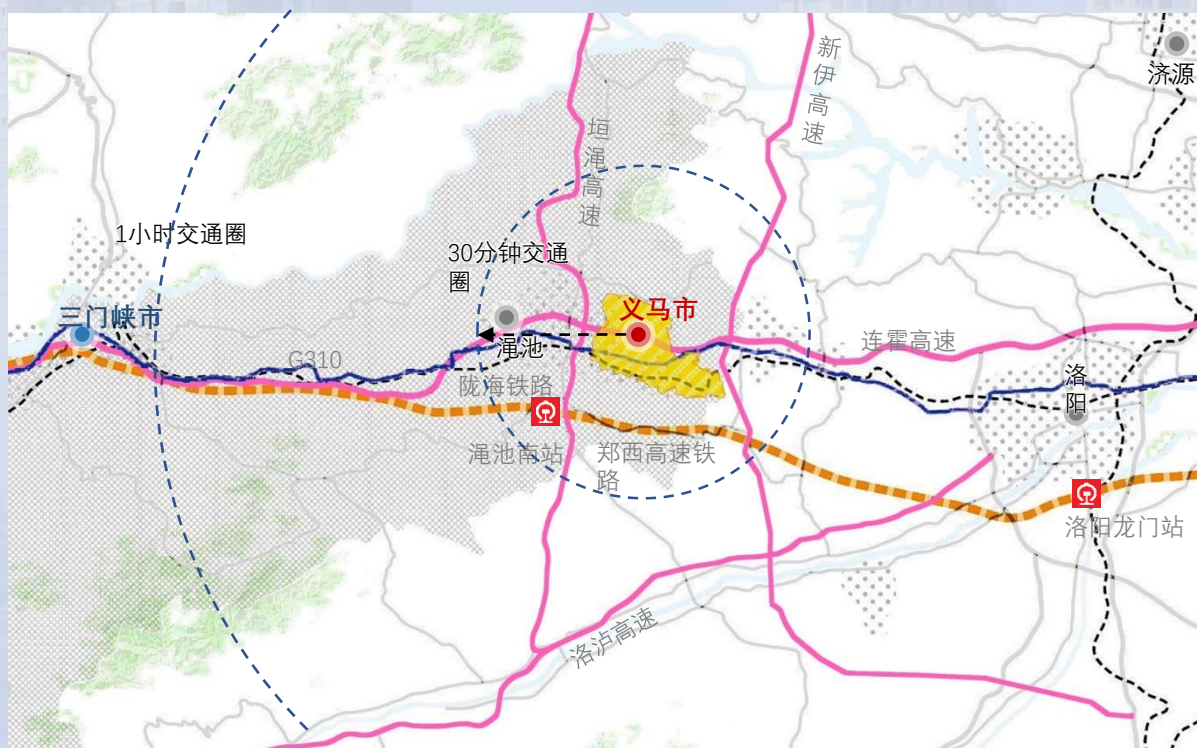 新伊高速
济源
垣渑高速
1小时交通圈
30分钟交通
圈
三门峡市
义马市
渑池
G310
连霍高速
陇海铁路
洛
阳
渑池南站
郑西高速铁
路
洛阳龙门站
洛泸高速